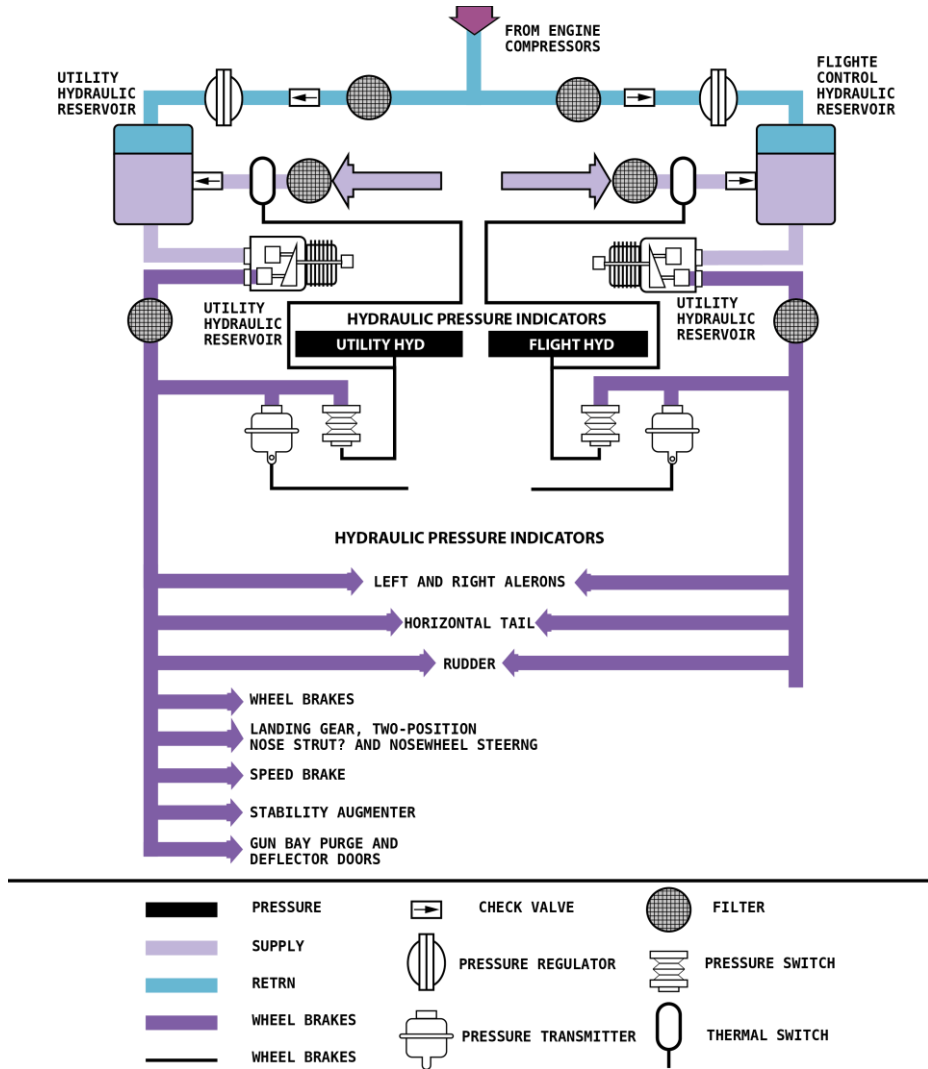 FROM ENGINE
COMPRESSORS
UTILITY
HYDRAULIC
RESERVOIR
FLIGHTE
CONTROL
HYDRAULIC
RESERVOIR
UTILITY
HYDRAULIC
RESERVOIR
HYDRAULIC PRESSURE INDICATORS
UTILITY HYD
FLIGHT HYD
UTILITY
HYDRAULIC
RESERVOIR
HYDRAULIC PRESSURE INDICATORS
LEFT AND RIGHT ALERONS
HORIZONTAL TAIL
RUDDER
WHEEL BRAKES
LANDING GEAR, TWO-POSITION
NOSE STRUT? AND NOSEWHEEL STEERNG
SPEED BRAKE
STABILITY AUGMENTER
GUN BAY PURGE AND
DEFLECTOR DOORS
PRESSURE
SUPPLY
RETRN
WHEEL BRAKES
WHEEL BRAKES
CHECK VALVE
PRESSURE REGULATOR
PRESSURE TRANSMITTER
FILTER
PRESSURE SWITCH
THERMAL SWITCH